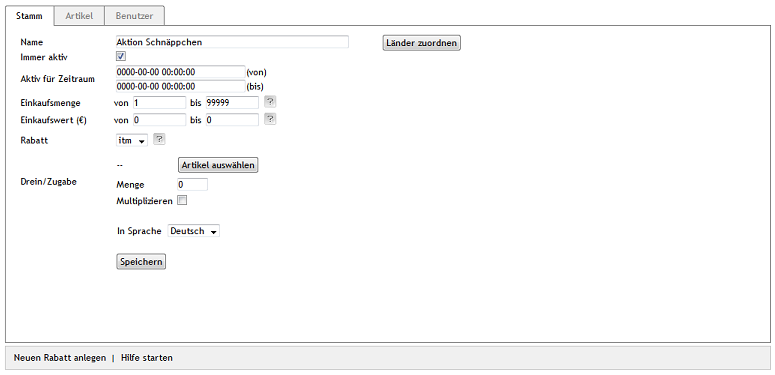 Stamm Artikel Benutzer
Name Aktion Schnäppchen Länder zuordnen
Immer aktiv
Aktiv für Zeitraum 0000-00-00 00:00:00 (von)
0000-00-00 00:00:00 (bis)
Einkaufsmenge von 1 bis 99999 ?
Einkaufswert (€) von 0 bis 0 ?
Rabatt itm ?
-- Artikel auswählen
Drein/Zugabe Menge 0
Multiplizieren
In Sprache Deutsch
Speichern
Neuen Rabatt anlegen | Hilfe starten